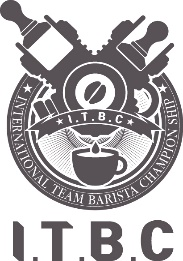 I.T.B.C
INTERNATIONAL TEAM BARISTA CHAMPION SHIP
I.T.B.C